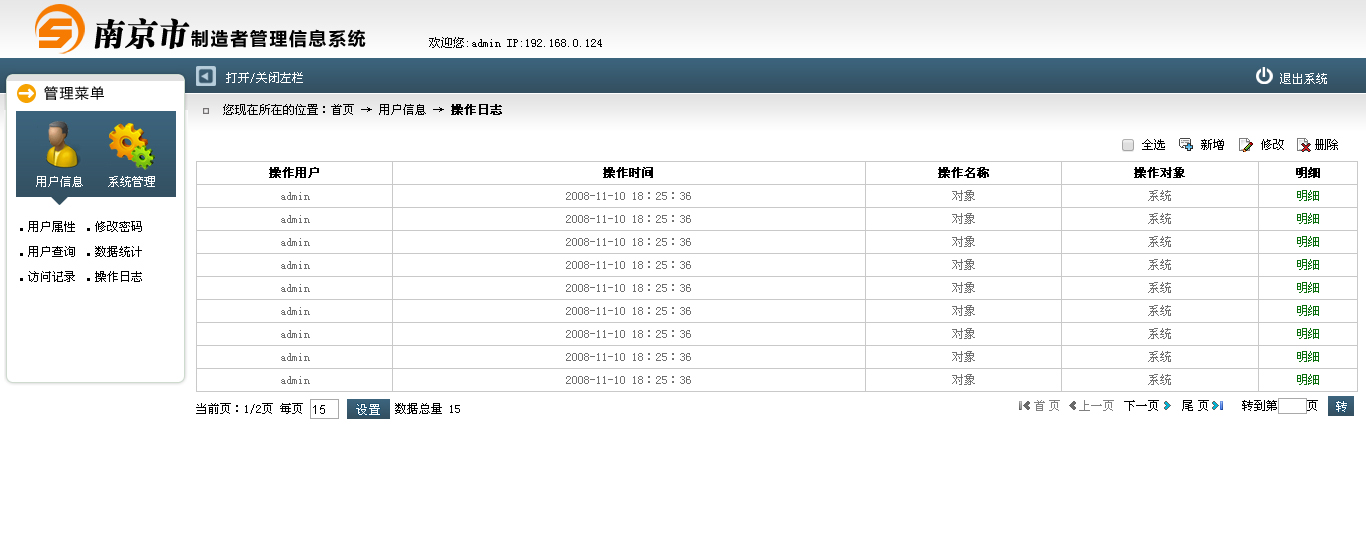 南京市制造者管理信息系统
欢迎您:admin IP:192.168.0.124
打开/关闭左栏
退出系统
管理菜单
用户信息 系统管理
用户属性 修改密码
用户查询 数据统计
访问记录 操作日志
您现在所在的位置：首页 → 用户信息 → 操作日志
全选 新增 修改 删除
操作用户 操作时间 操作名称 操作对象 明细
admin 2008-11-10 18：25：36 对象 系统 明细
admin 2008-11-10 18：25：36 对象 系统 明细
admin 2008-11-10 18：25：36 对象 系统 明细
admin 2008-11-10 18：25：36 对象 系统 明细
admin 2008-11-10 18：25：36 对象 系统 明细
admin 2008-11-10 18：25：36 对象 系统 明细
admin 2008-11-10 18：25：36 对象 系统 明细
admin 2008-11-10 18：25：36 对象 系统 明细
admin 2008-11-10 18：25：36 对象 系统 明细
当前页：1/2页 每页 15 设置 数据总量 15 首 页 上一页 下一页 尾 页 转到第 页 转